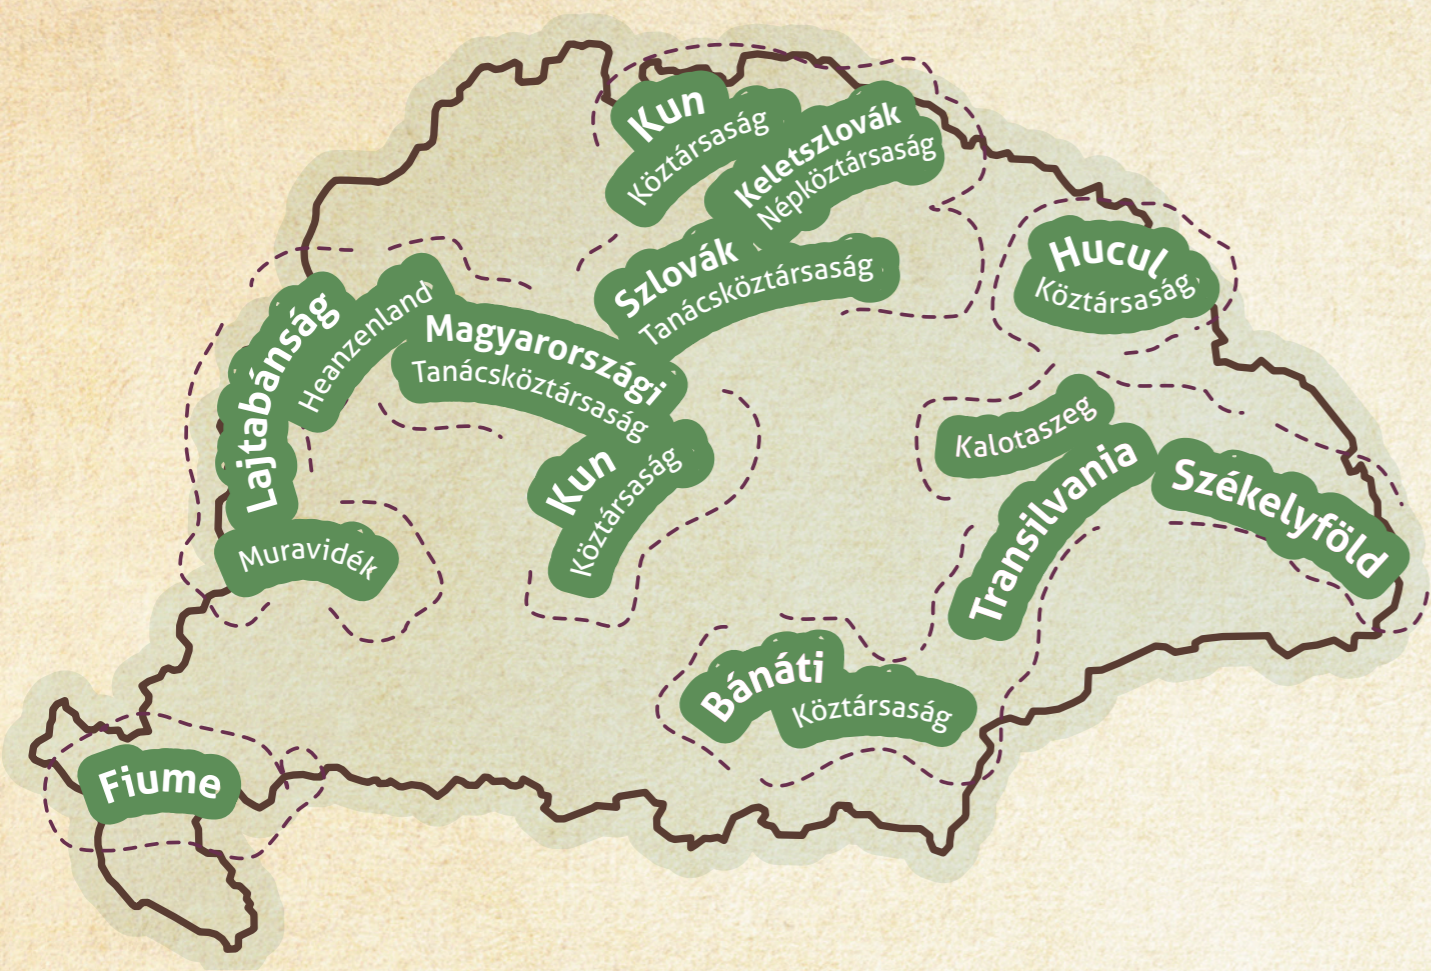 Kun
Köztársaság
Keletszlovák
Népköztársaság
Szlovák
Tanácsköztársaság
Hucul
Köztársaság
Lajtabánság
Heanzenland
Magyarországi
Tanácsköztársaság
Kun
Köztársaság
Muravidék
Kalotaszeg
Transilvania
Székelyföld
Bánáti
Köztársaság
Fiume